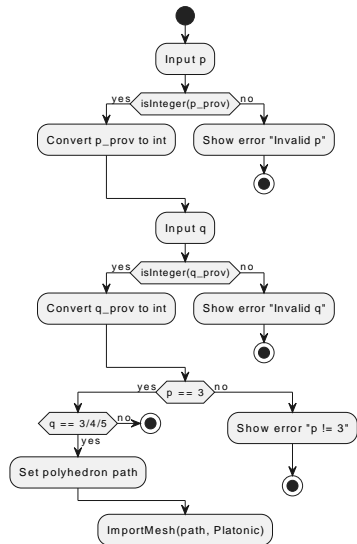 Input p
yes
isInteger(p_prov)
no
Convert p_prov to int
Show error "Invalid p"
Input q
yes
isInteger(q_prov)
no
Convert q_prov to int
Show error "Invalid q"
yes
p == 3
no
q == 3/4/5
no
Show error "p != 3"
yes
Set polyhedron path
ImportMesh(path, Platonic)